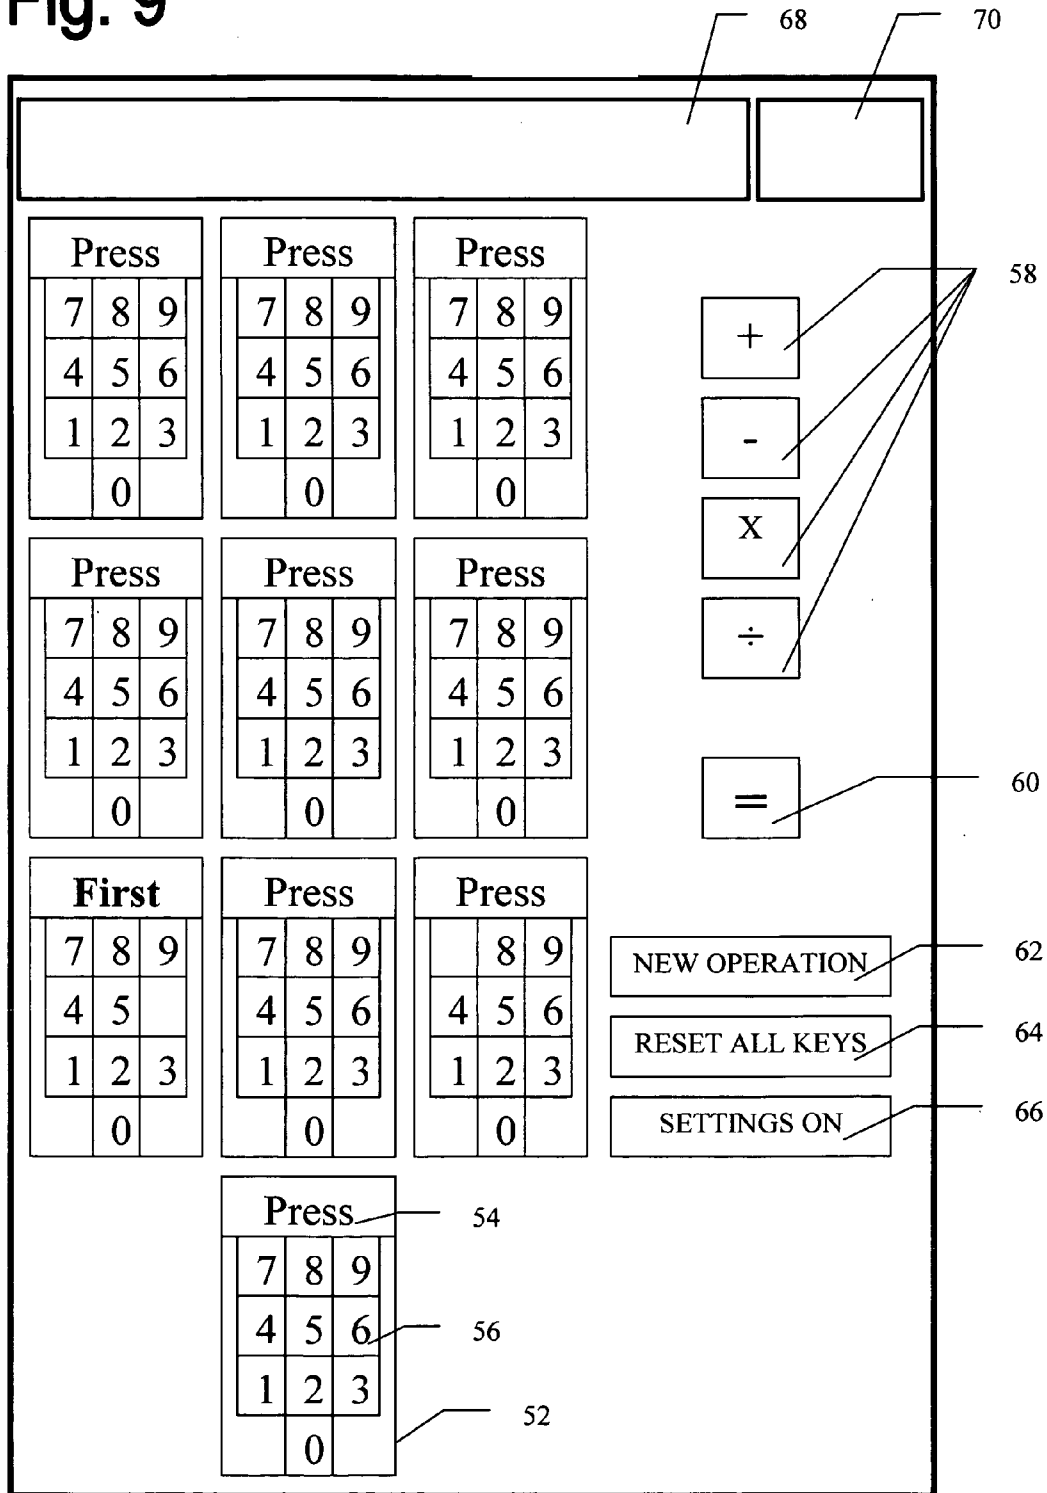 Fig. 9
68 70
Press Press Press
7 8 9 7 8 9 7 8 9 58
+
4 5 6 4 5 6 4 5 6
1 2 3 1 2 3 1 2 3 -
0 0 0
X
Press Press Press
7 8 9 7 8 9 7 8 9 ÷
4 5 6 4 5 6 4 5 6
1 2 3 1 2 3 1 2 3
0 0 0 = 60
First Press Press
7 8 9 7 8 9 8 9 NEW OPERATION 62
4 5 4 5 6 4 5 6
RESET ALL KEYS 64
1 2 3 1 2 3 1 2 3
0 0 0 SETTINGS ON 66
Press 54
7 8 9
4 5 6 56
1 2 3
52
0